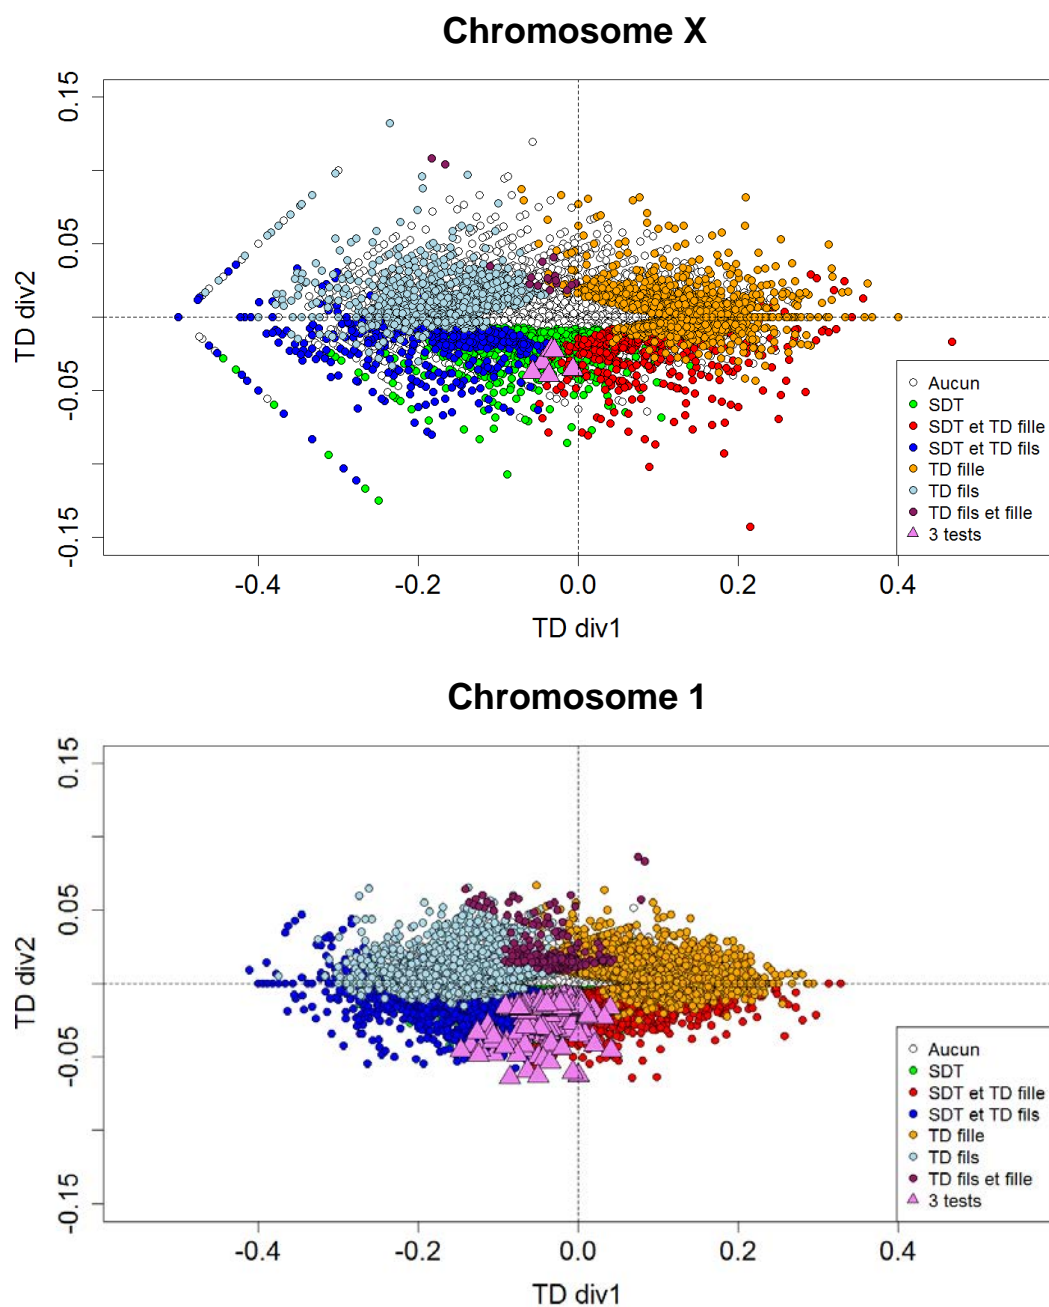 Chromosome X
0.15
0.05
-0.05
-0.15
TD div2
Aucun
SDT
SDT et TD fille
SDT et TD fils
TD fille
TD fils
TD fils et fille
3 tests
-0.4
-0.2
0.0
0.2
0.4
TD div1
Chromosome 1
0.15
0.05
-0.05
-0.15
TD div2
Aucun
SDT
SDT et TD fille
SDT et TD fils
TD fille
TD fils
TD fils et fille
3 tests
-0.4
-0.2
0.0
0.2
0.4
TD div1